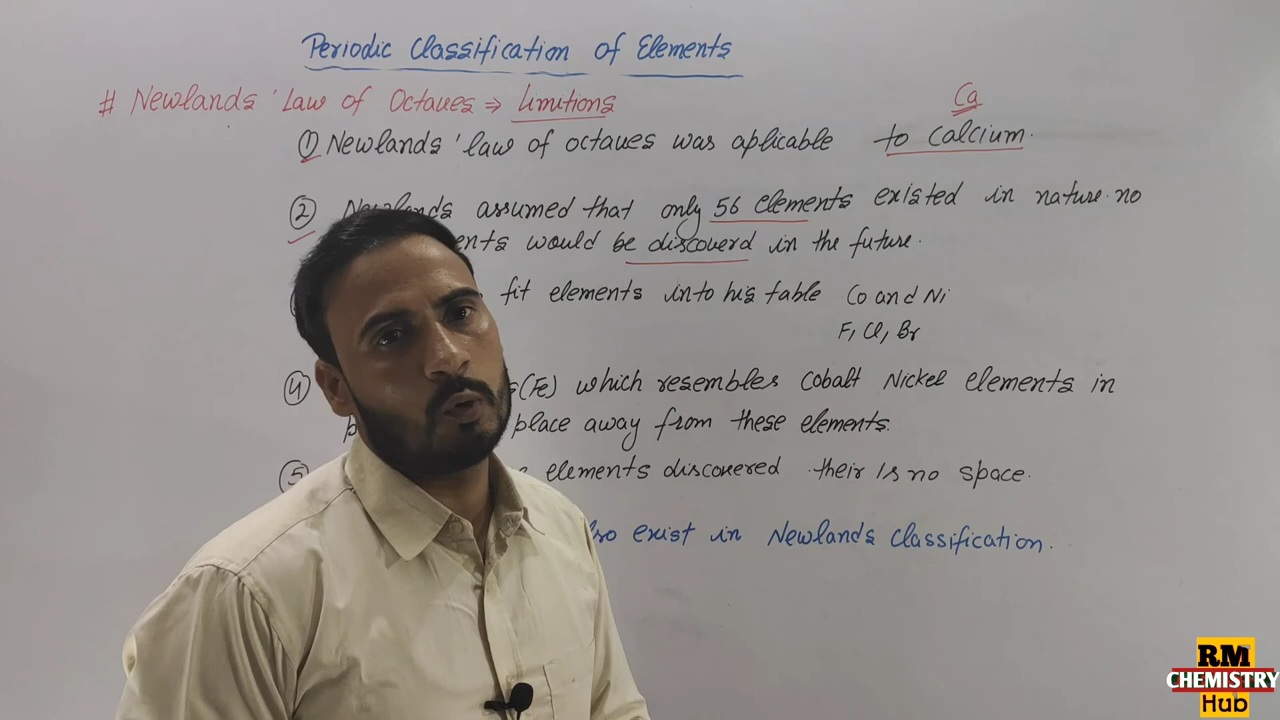 Periodic Classification of Elements
# Newlands 'Law of Octaves ⇒ Limitions
Ca
① Newlands 'law of octaves was aplicable to calcium.
② Newlands assumed that only 56 elements existed in nature. no
would be discoverd in the future.
fit elements into his table Co and Ni
F, Cl, Br
④ (Fe) which resembles Cobalt Nickel elements in
place away from these elements.
⑤ elements discovered their is no space.
exist in Newlands Classification.
RM
CHEMISTRY
Hub